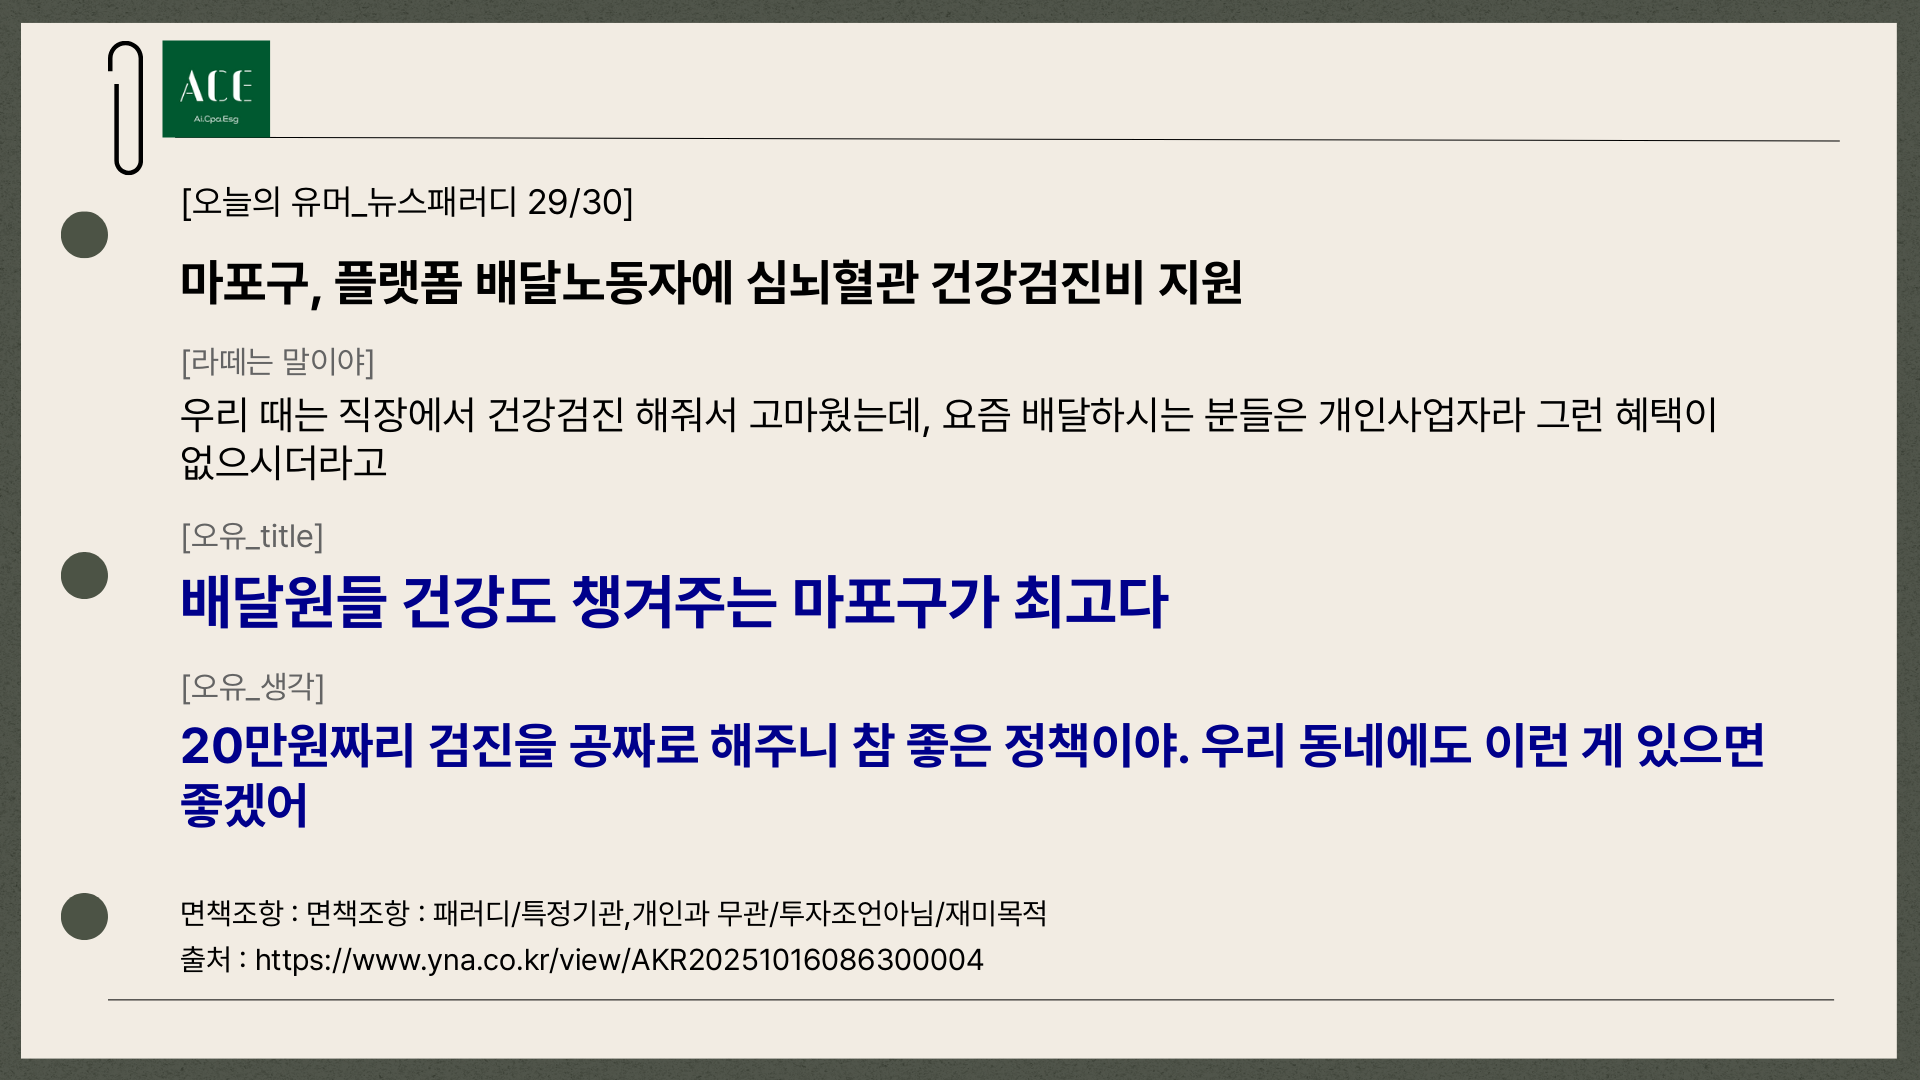 ACE
Ai.Cpa.Esg
[오늘의 유머_뉴스패러디 29/30]
마포구, 플랫폼 배달노동자에 심뇌혈관 건강검진비 지원
[라떼는 말이야]
우리 때는 직장에서 건강검진 해줘서 고마웠는데, 요즘 배달하시는 분들은 개인사업자라 그런 혜택이
없으시더라고
[오유_title]
배달원들 건강도 챙겨주는 마포구가 최고다
[오유_생각]
20만원짜리 검진을 공짜로 해주니 참 좋은 정책이야. 우리 동네에도 이런 게 있으면
좋겠어
면책조항 : 면책조항 : 패러디/특정기관,개인과 무관/투자조언아님/재미목적
출처 : https://www.yna.co.kr/view/AKR20251016086300004